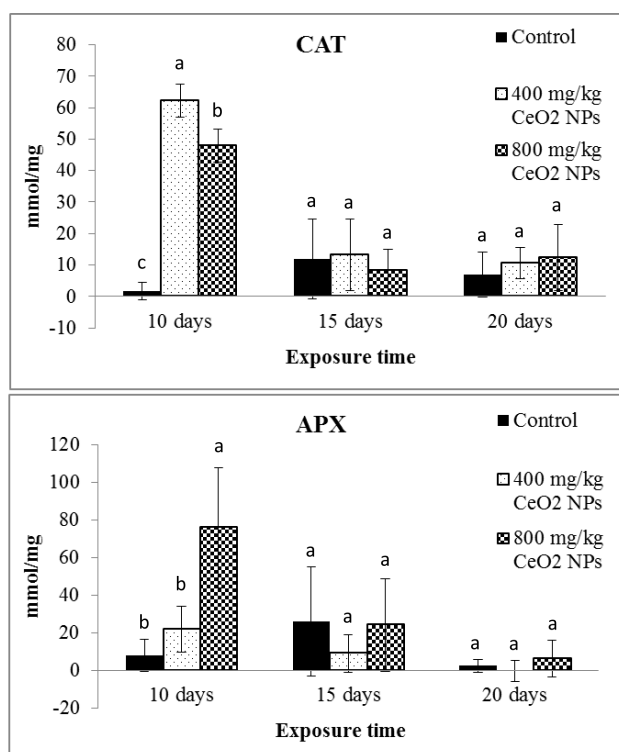 CAT
Control
400 mg/kg
CeO2 NPs
800 mg/kg
CeO2 NPs
mmol/mg
80
70
60
50
40
30
20
10
0
-10
a
b
c
a
a
a
a
a
a
10 days
15 days
20 days
Exposure time
APX
Control
400 mg/kg
CeO2 NPs
800 mg/kg
CeO2 NPs
mmol/mg
120
100
80
60
40
20
0
-20
b
b
a
a
a
a
a
a
a
10 days
15 days
20 days
Exposure time